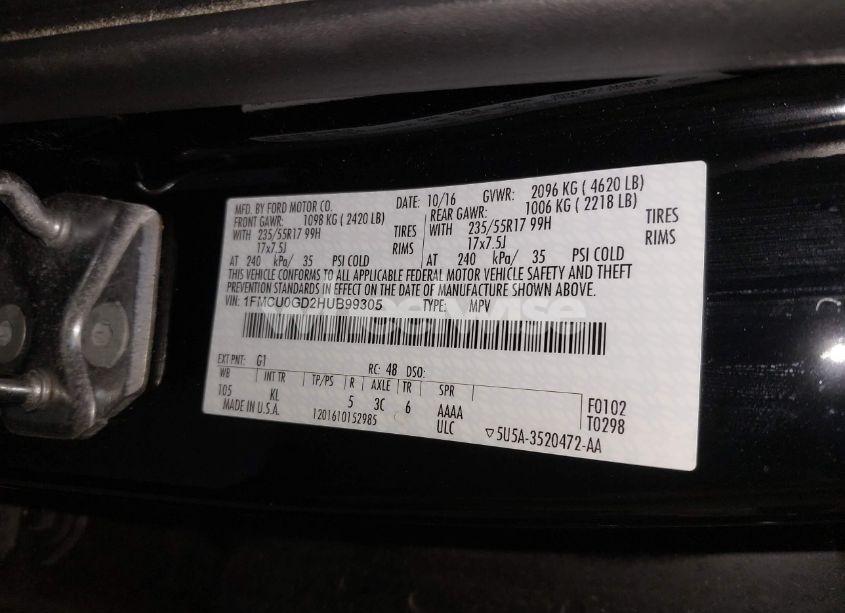 MFD. BY FORD MOTOR CO. DATE: 10/16 GVWR: 2096 KG ( 4620 LB)
FRONT GAWR: 1098 KG ( 2420 LB) REAR GAWR: 1006 KG ( 2218 LB)
WITH 235/55R17 99H TIRES WITH 235/55R17 99H TIRES
17x7.5J RIMS 17x7.5J RIMS
AT 240 kPa/ 35 PSI COLD AT 240 kPa/ 35 PSI COLD
THIS VEHICLE CONFORMS TO ALL APPLICABLE FEDERAL MOTOR VEHICLE SAFETY AND THEFT
PREVENTION STANDARDS IN EFFECT ON THE DATE OF MANUFACTURE SHOWN ABOVE.
VIN: 1FMCU0GD2HUB99305 TYPE: MPV
EXT PNT: G1 RC: 48 DSO:
WB INT TR TP/PS R AXLE TR SPR
105 KL 5 3C 6 AAAA F0102
MADE IN U.S.A. 1201610152985 ULC T0298
▽5U5A-3520472-AA